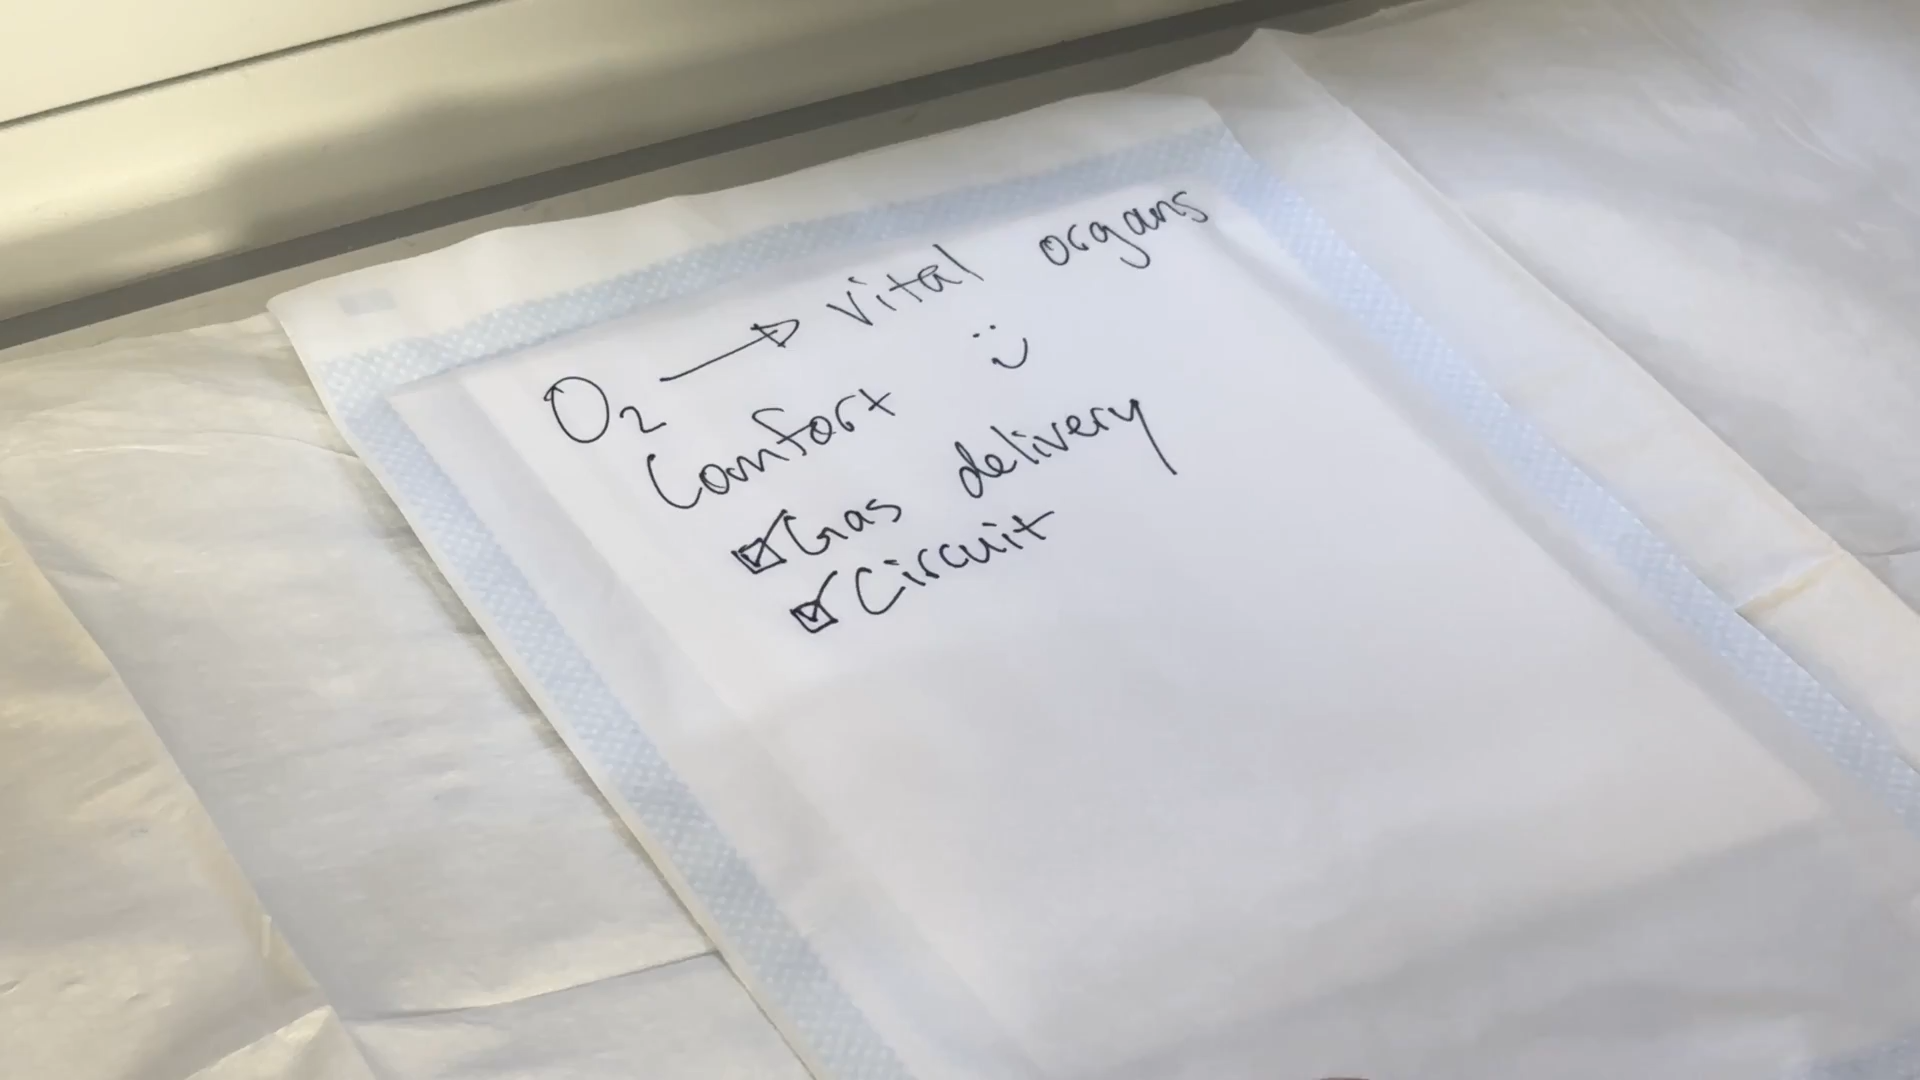 O₂ → vital organs
Comfort :)
☑ Gas delivery
☑ Circuit